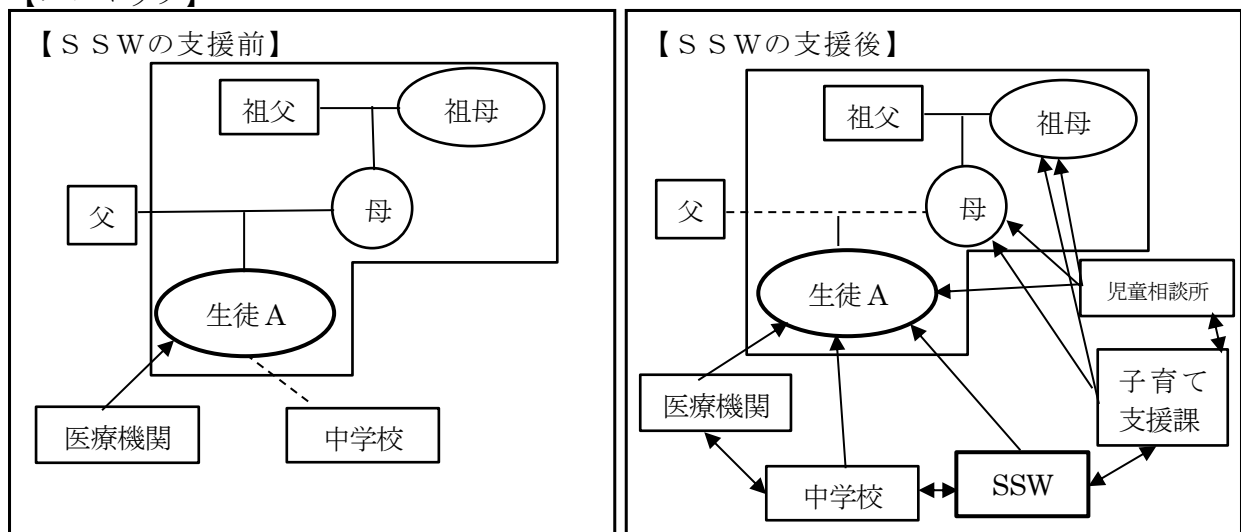 【ＳＳＷの支援前】
祖父
祖母
父
母
生徒A
医療機関
中学校
【ＳＳＷの支援後】
祖父
祖母
父
母
生徒A
児童相談所
医療機関
子育て
支援課
中学校
SSW